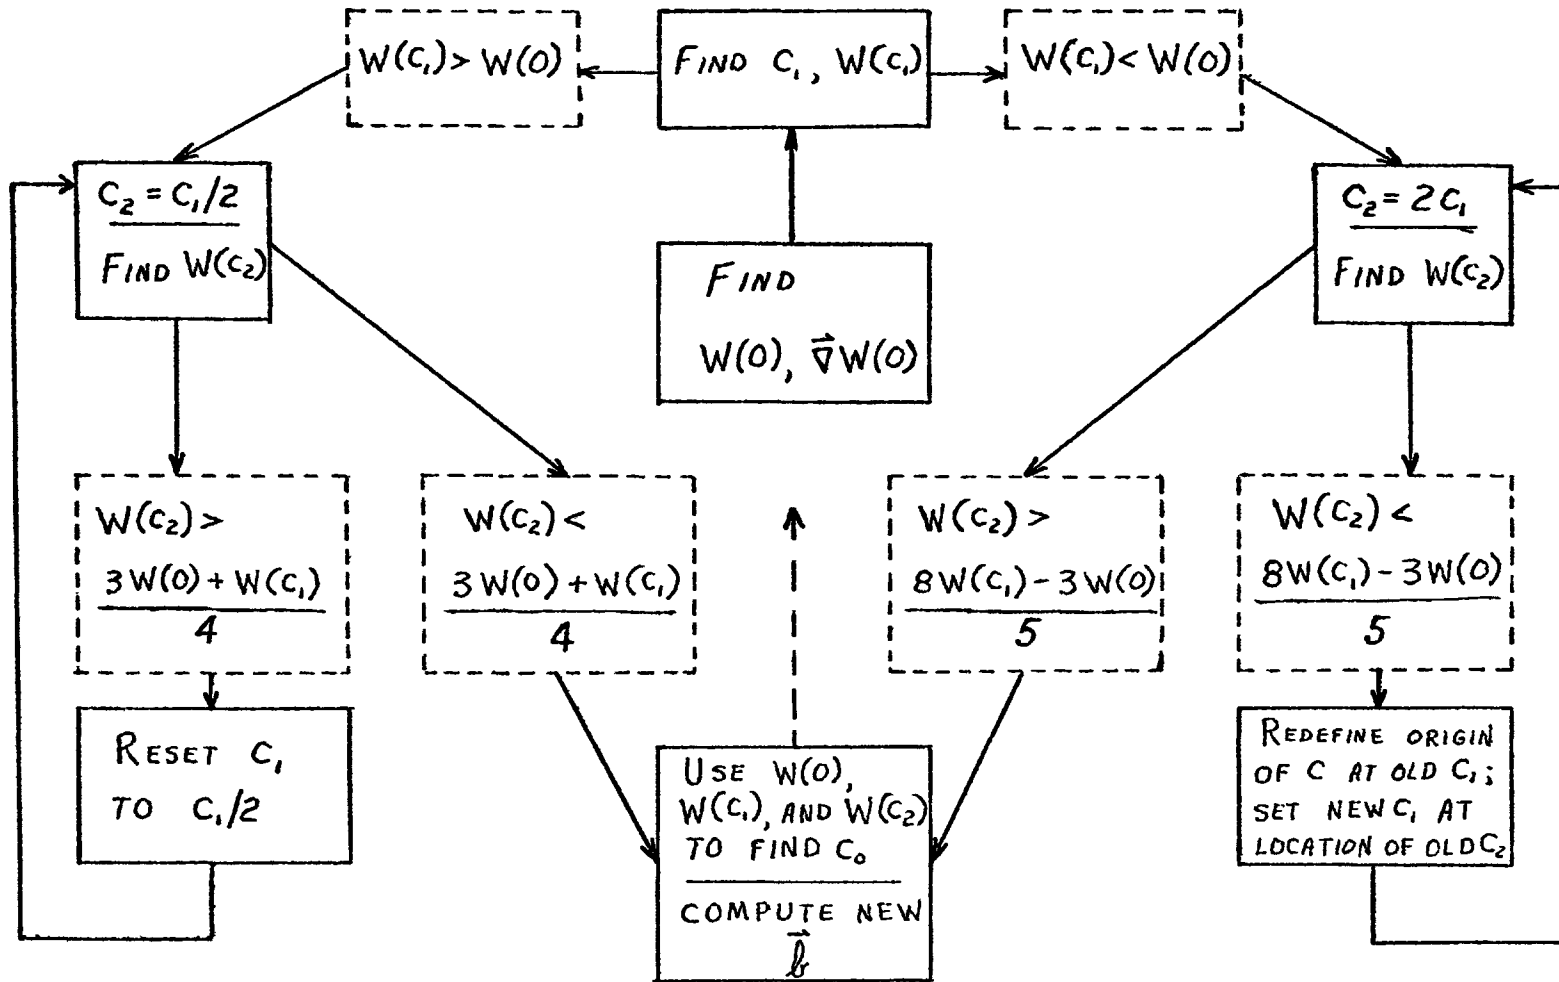 W(C₁) > W(0)
FIND C₁, W(C₁)
W(C₁) < W(0)
C₂ = C₁/2
FIND W(C₂)
FIND
W(0), ∇⃗W(0)
C₂ = 2C₁
FIND W(C₂)
W(C₂) >
3W(0) + W(C₁)
4
W(C₂) <
3W(0) + W(C₁)
4
W(C₂) >
8W(C₁) - 3W(0)
5
W(C₂) <
8W(C₁) - 3W(0)
5
RESET C₁
TO C₁/2
USE W(0),
W(C₁), AND W(C₂)
TO FIND C₀
COMPUTE NEW
b⃗
REDEFINE ORIGIN
OF C AT OLD C₁;
SET NEW C₁ AT
LOCATION OF OLD C₂